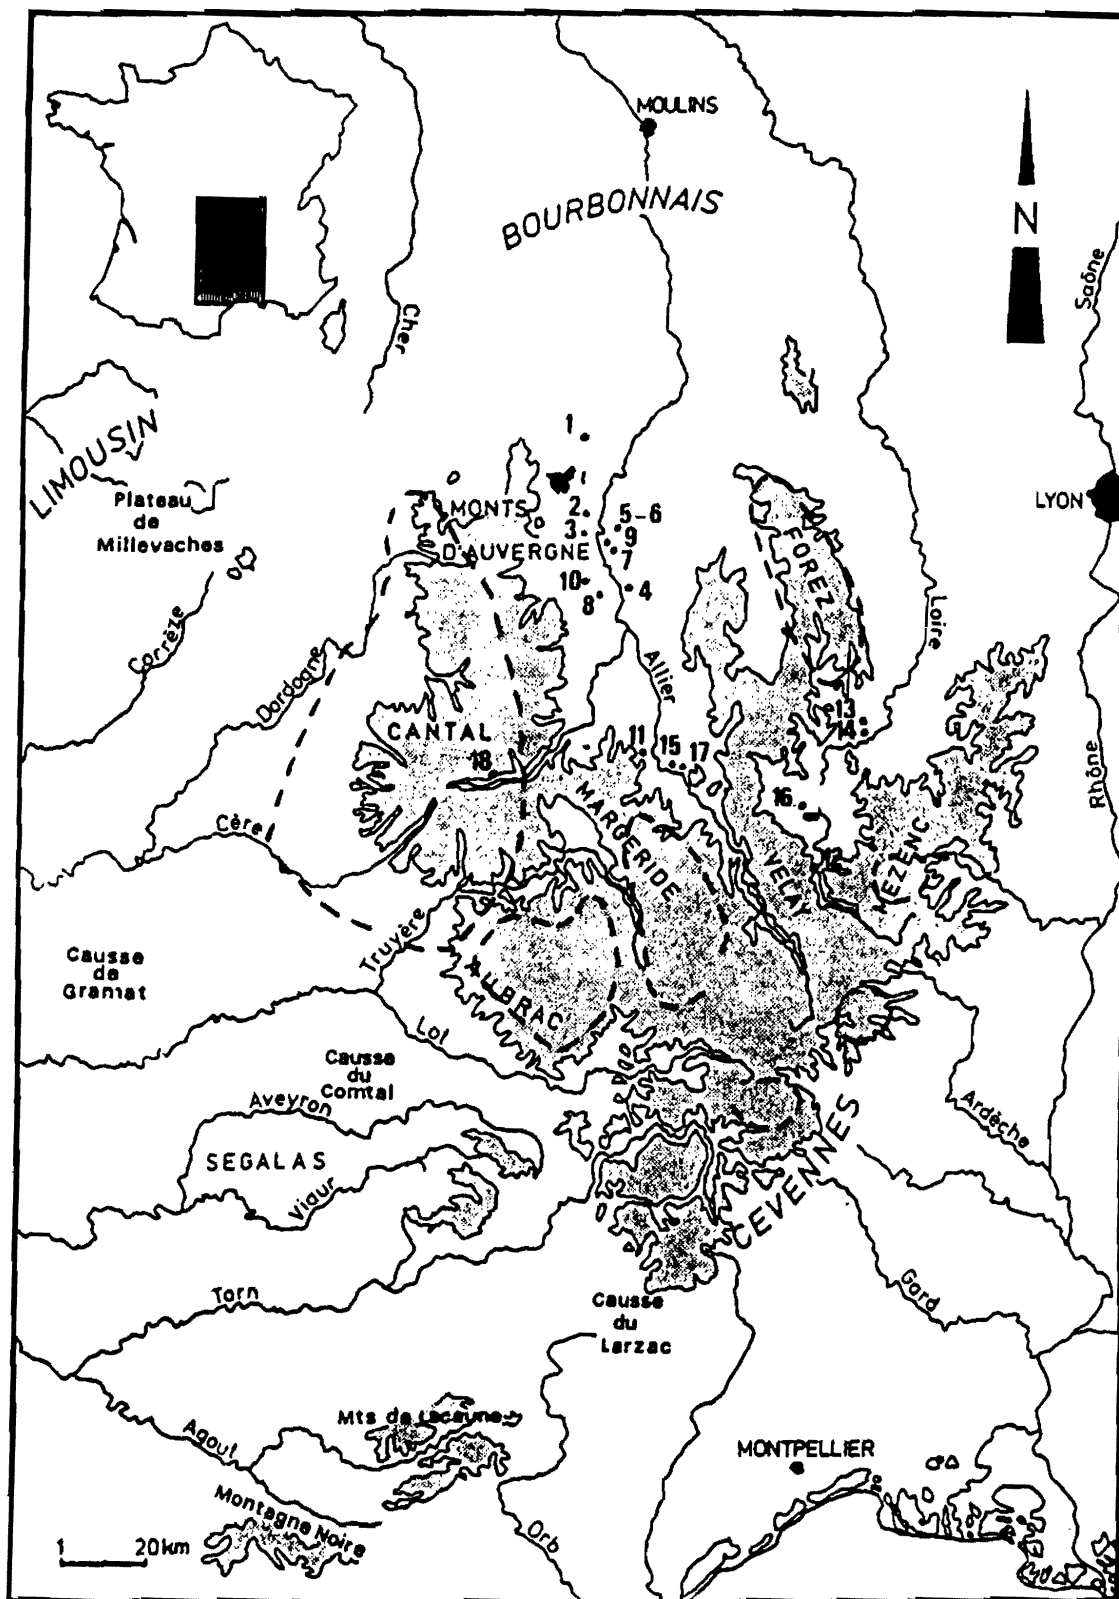 MOULINS
BOURBONNAIS
N
Saône
Cher
LIMOUSIN
Plateau
de
Millevaches
1
LYON
MONTS
D'AUVERGNE
2
3
5-6
9
7
10
8
4
FOREZ
Loire
Corrèze
Dordogne
Allier
CANTAL
18
11
15
17
13
14
16
12
Rhône
MARGERIDE
VELAY
MEZENC
Cère
Truyère
Causse
de
Gramat
AUBRAC
Lot
Causse
du
Comtal
Aveyron
SEGALAS
Viaur
Ardèche
CEVENNES
Tarn
Gard
Causse
du
Larzac
Mts de Lacaune
Agout
MONTPELLIER
Montagne Noire
Orb
1 20km